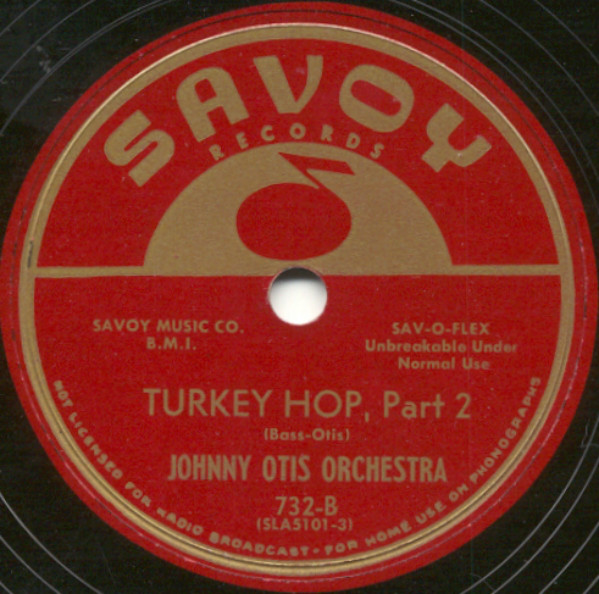 SAVOY
RECORDS
SAVOY MUSIC CO.
B.M.I.
SAV-O-FLEX
Unbreakable Under
Normal Use
TURKEY HOP, Part 2
(Bass-Otis)
JOHNNY OTIS ORCHESTRA
732-B
(SLA5101-3)
NOT LICENSED FOR RADIO BROADCAST - FOR HOME USE ON PHONOGRAPHS